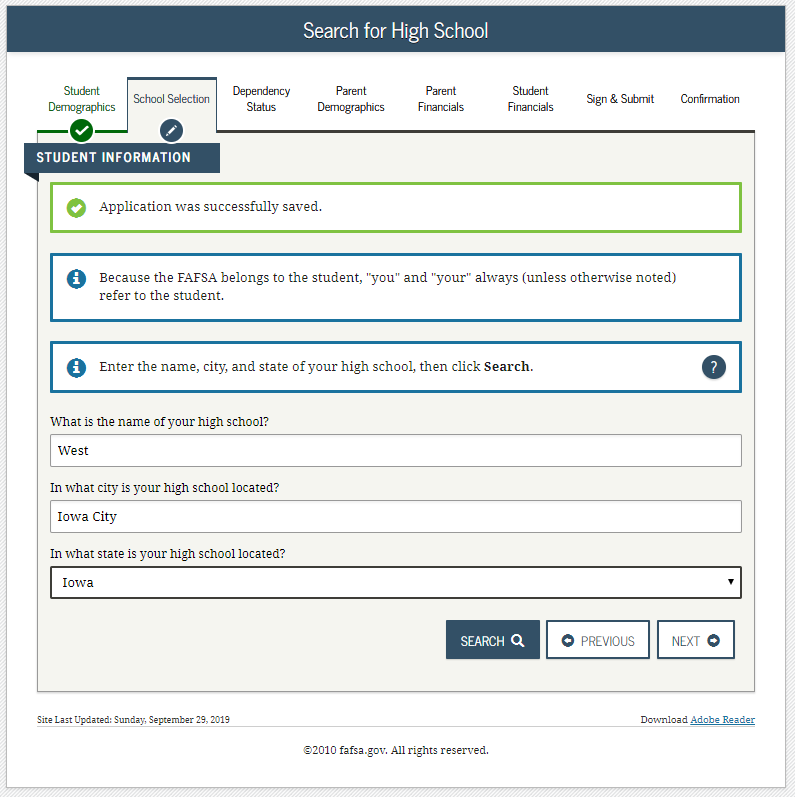 Search for High School
Student
Demographics
School Selection
Dependency
Status
Parent
Demographics
Parent
Financials
Student
Financials
Sign & Submit
Confirmation
STUDENT INFORMATION
Application was successfully saved.
Because the FAFSA belongs to the student, "you" and "your" always (unless otherwise noted)
refer to the student.
Enter the name, city, and state of your high school, then click Search.
?
What is the name of your high school?
West
In what city is your high school located?
Iowa City
In what state is your high school located?
Iowa
SEARCH
PREVIOUS
NEXT
Site Last Updated: Sunday, September 29, 2019
Download Adobe Reader
©2010 fafsa.gov. All rights reserved.